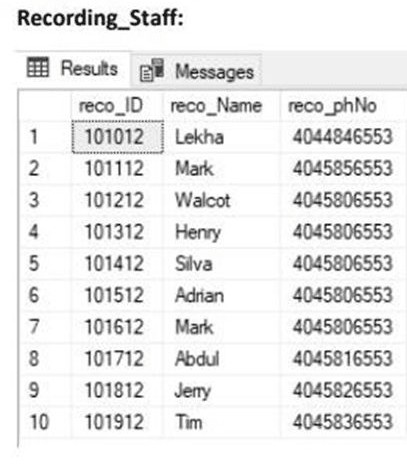 Recording_Staff:
Results Messages
reco_ID reco_Name reco_phNo
1 101012 Lekha 4044846553
2 101112 Mark 4045856553
3 101212 Walcot 4045806553
4 101312 Henry 4045806553
5 101412 Silva 4045806553
6 101512 Adrian 4045806553
7 101612 Mark 4045806553
8 101712 Abdul 4045816553
9 101812 Jerry 4045826553
10 101912 Tim 4045836553